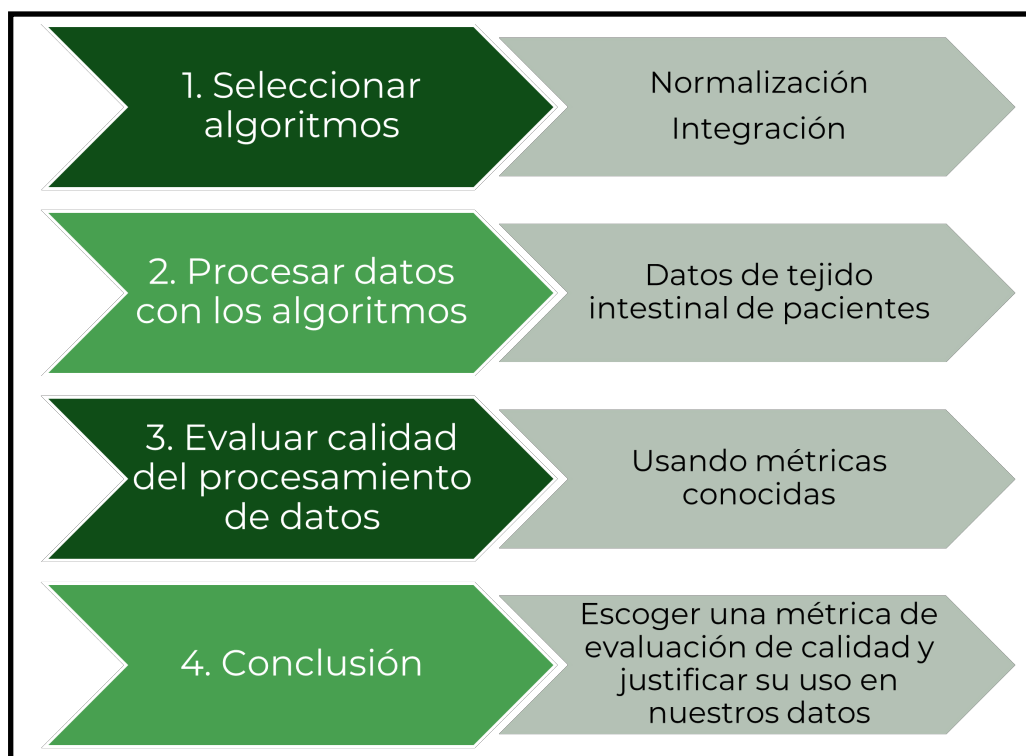 1. Seleccionar
algoritmos
Normalización
Integración
2. Procesar datos
con los algoritmos
Datos de tejido
intestinal de pacientes
3. Evaluar calidad
del procesamiento
de datos
Usando métricas
conocidas
4. Conclusión
Escoger una métrica de
evaluación de calidad y
justificar su uso en
nuestros datos